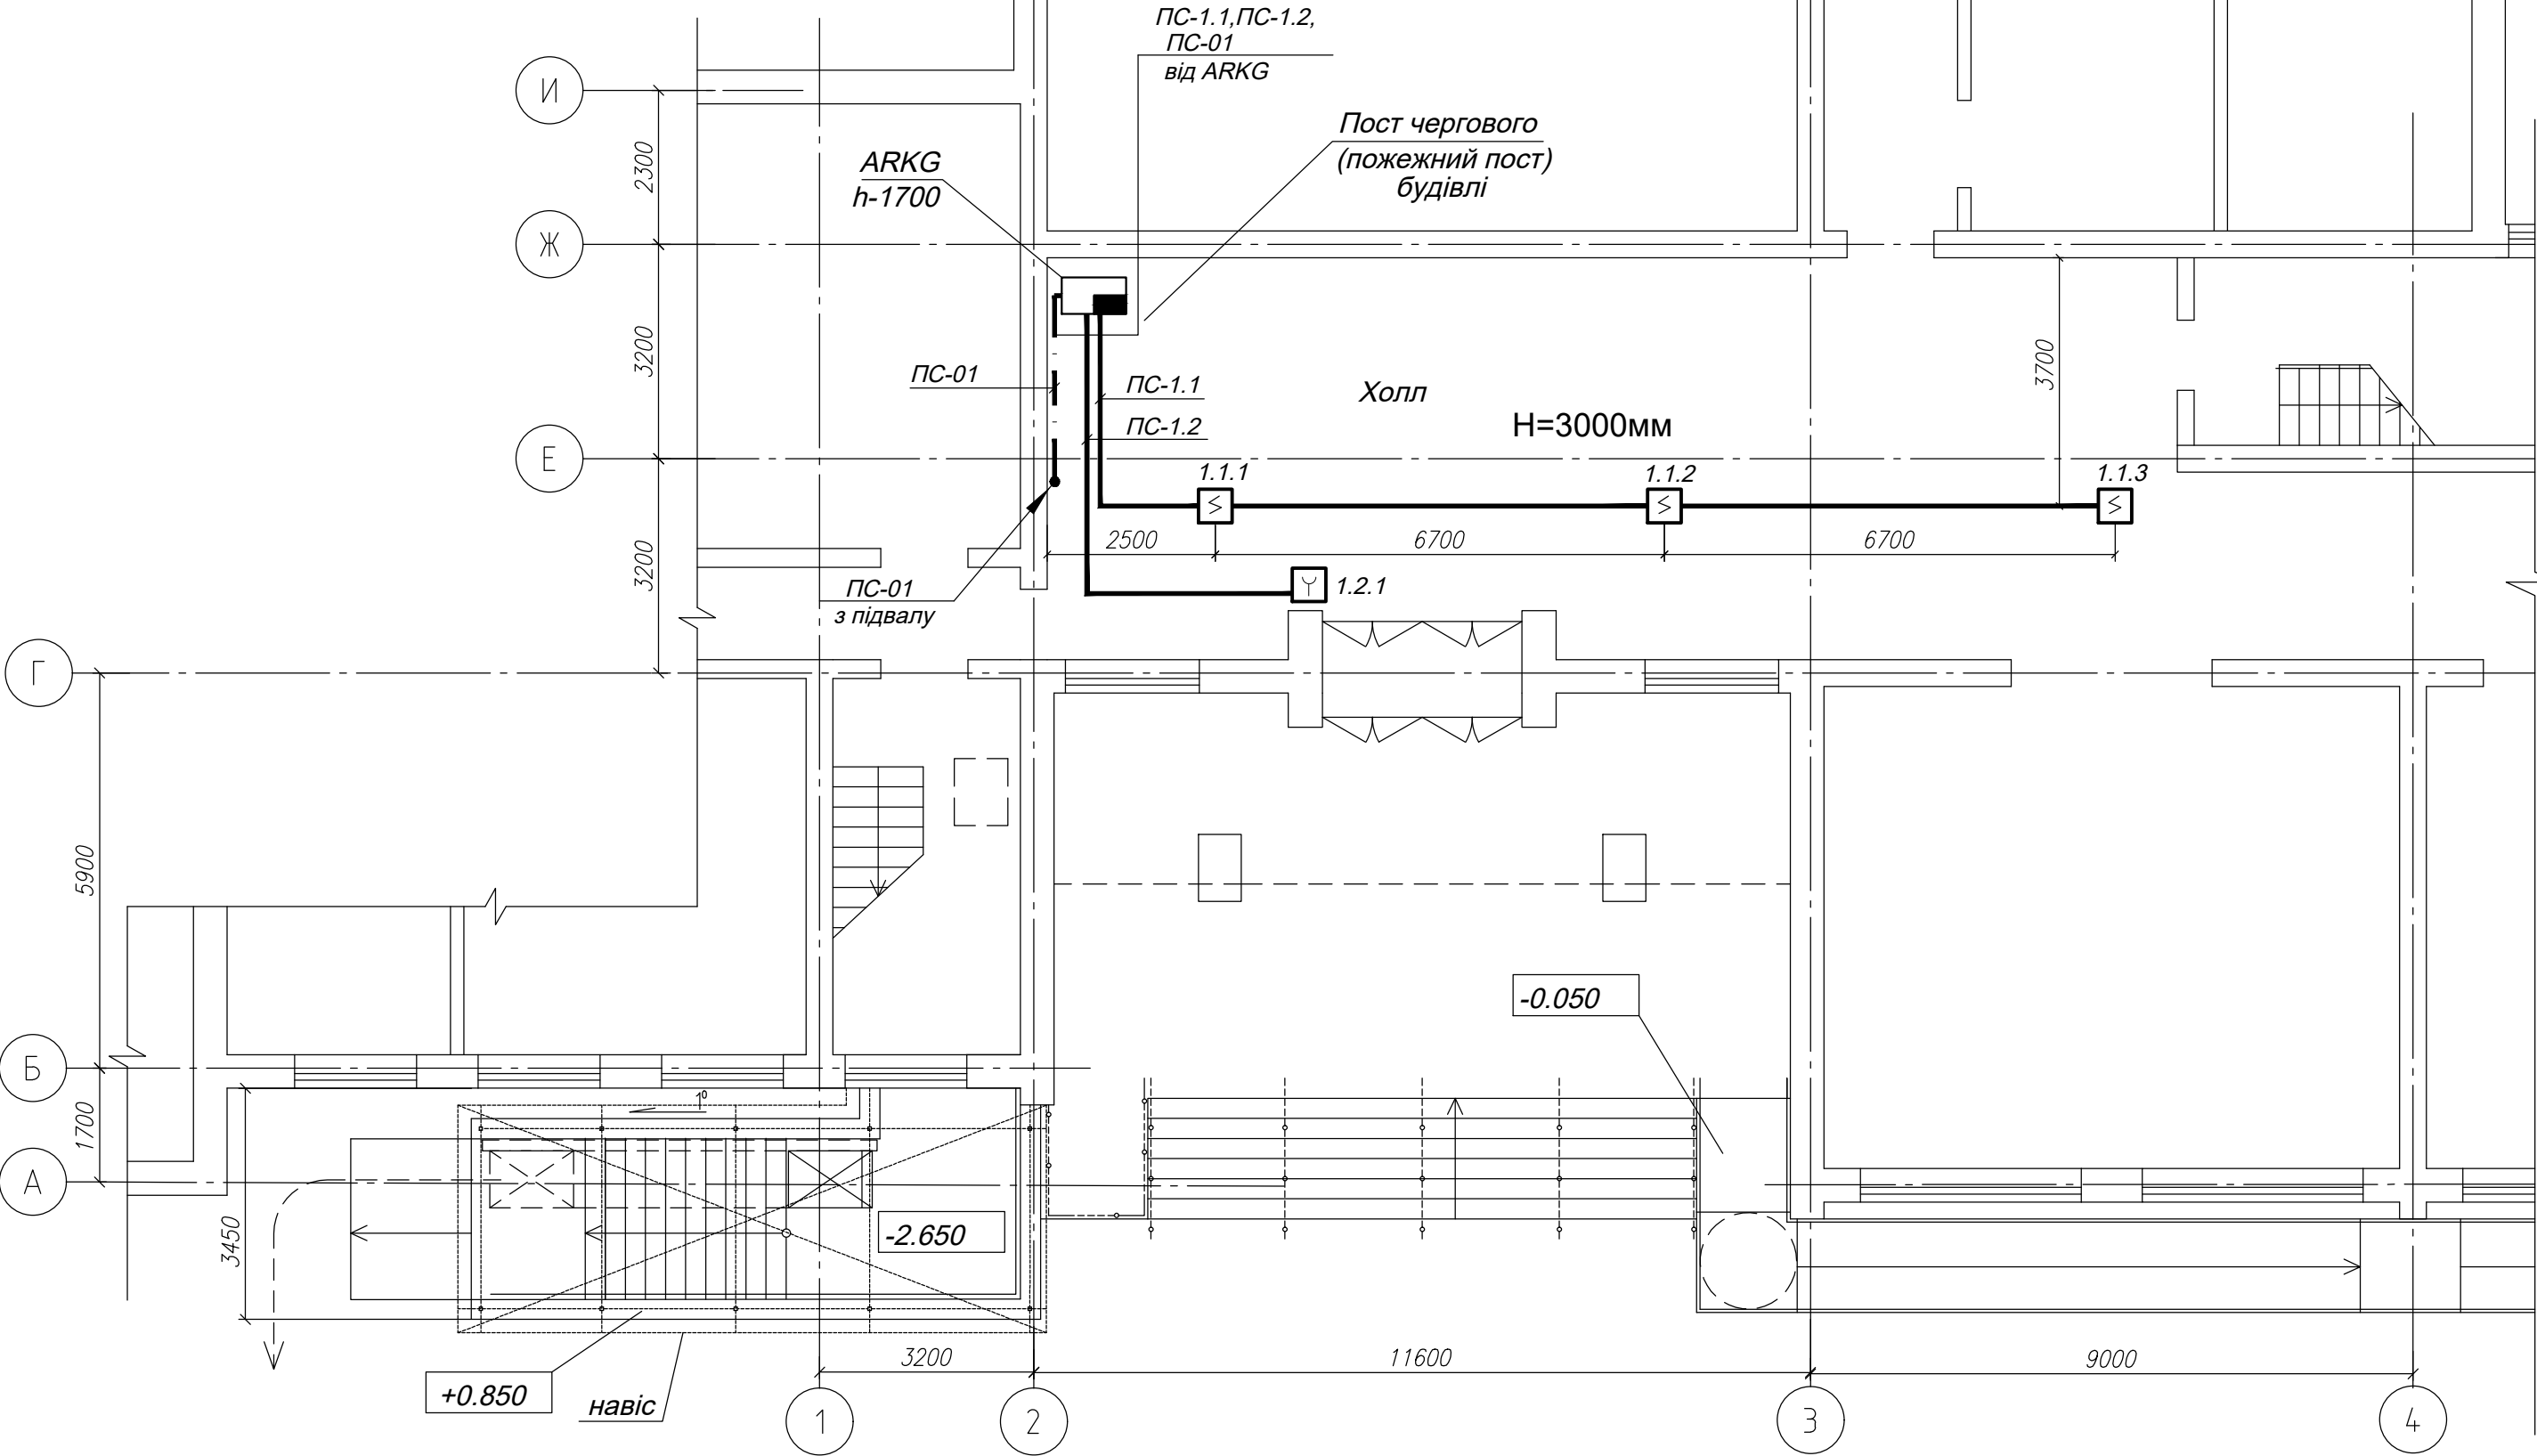 ПС-1.1,ПС-1.2,
ПС-01
від ARKG
И
Пост чергового
(пожежний пост)
будівлі
ARKG
h-1700
2300
Ж
3200
3700
ПС-01
ПС-1.1
ПС-1.2
Холл
H=3000мм
Е
1.1.1
1.1.2
1.1.3
2500
6700
6700
3200
ПС-01
з підвалу
1.2.1
Г
5900
-0.050
Б
1700
1⁰
А
3450
-2.650
3200
11600
9000
+0.850
навіс
1
2
3
4